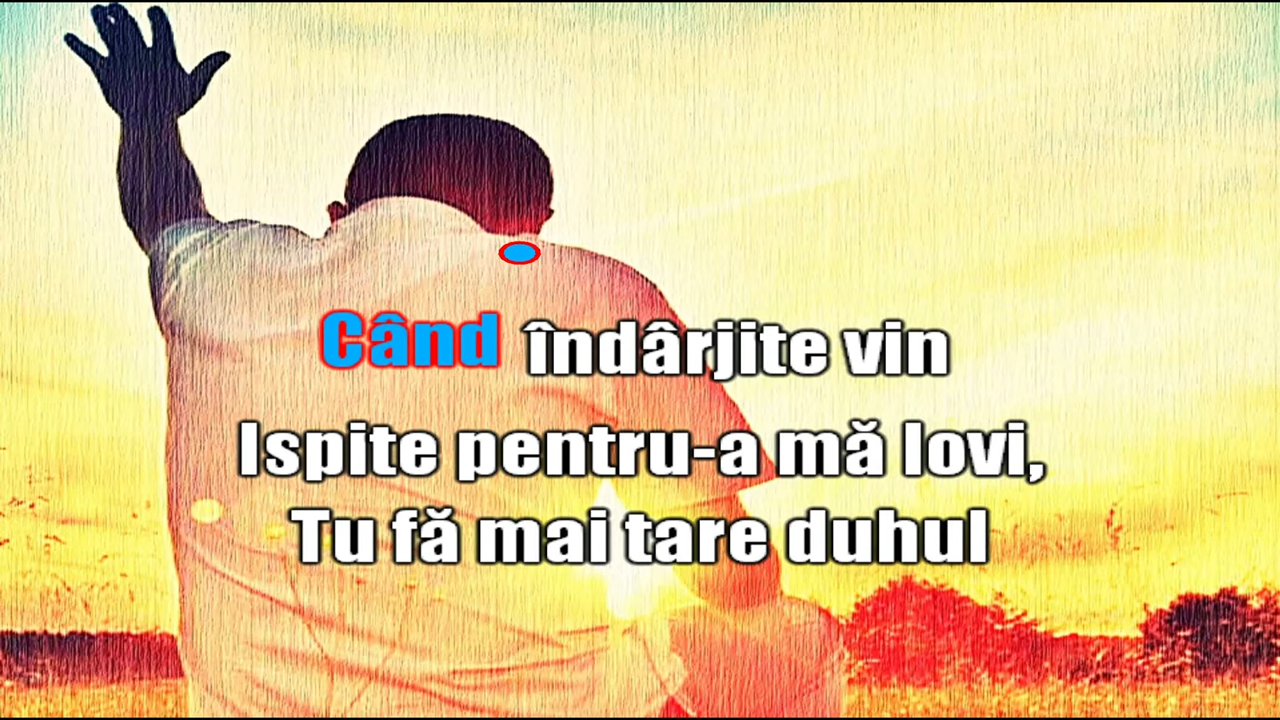 Când îndârjite vin
Ispite pentru-a mă lovi,
Tu fă mai tare duhul